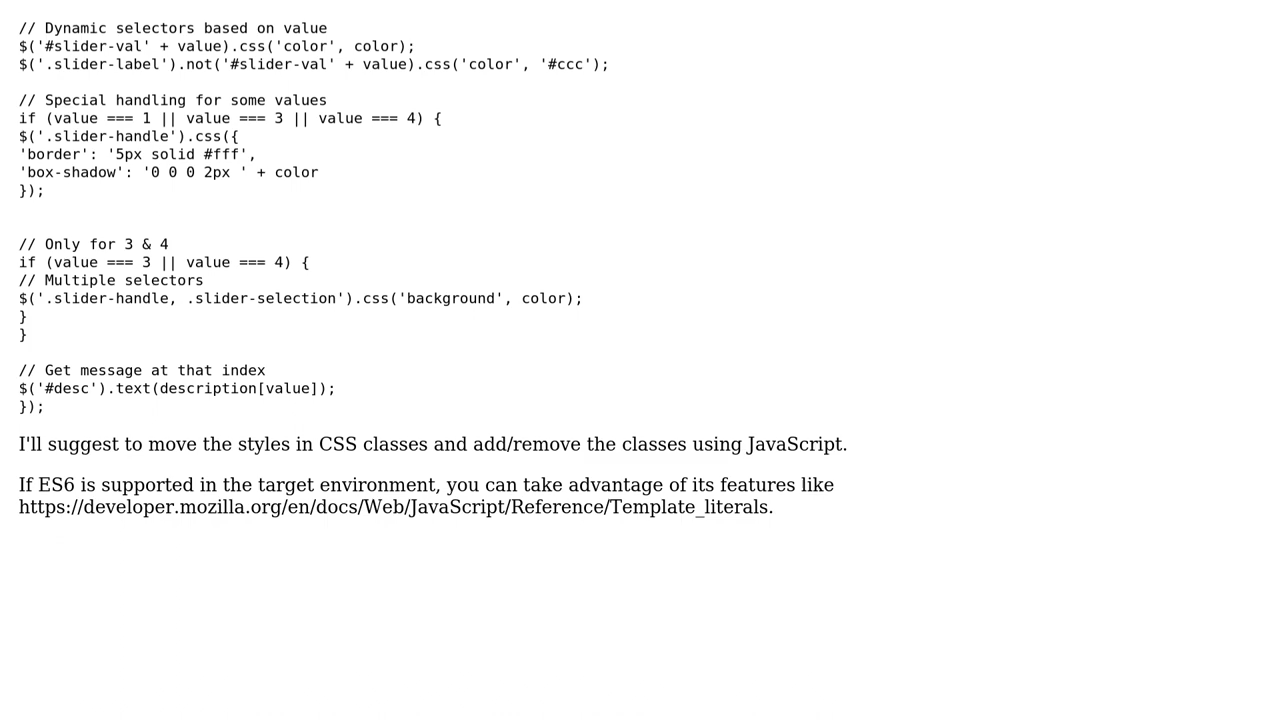 // Dynamic selectors based on value
$('#slider-val' + value).css('color', color);
$('.slider-label').not('#slider-val' + value).css('color', '#ccc');
// Special handling for some values
if (value === 1 || value === 3 || value === 4) {
$('.slider-handle').css({
'border': '5px solid #fff',
'box-shadow': '0 0 0 2px ' + color
});
// Only for 3 & 4
if (value === 3 || value === 4) {
// Multiple selectors
$('.slider-handle, .slider-selection').css('background', color);
}
}
// Get message at that index
$('#desc').text(description[value]);
});
I'll suggest to move the styles in CSS classes and add/remove the classes using JavaScript.
If ES6 is supported in the target environment, you can take advantage of its features like
https://developer.mozilla.org/en/docs/Web/JavaScript/Reference/Template_literals.